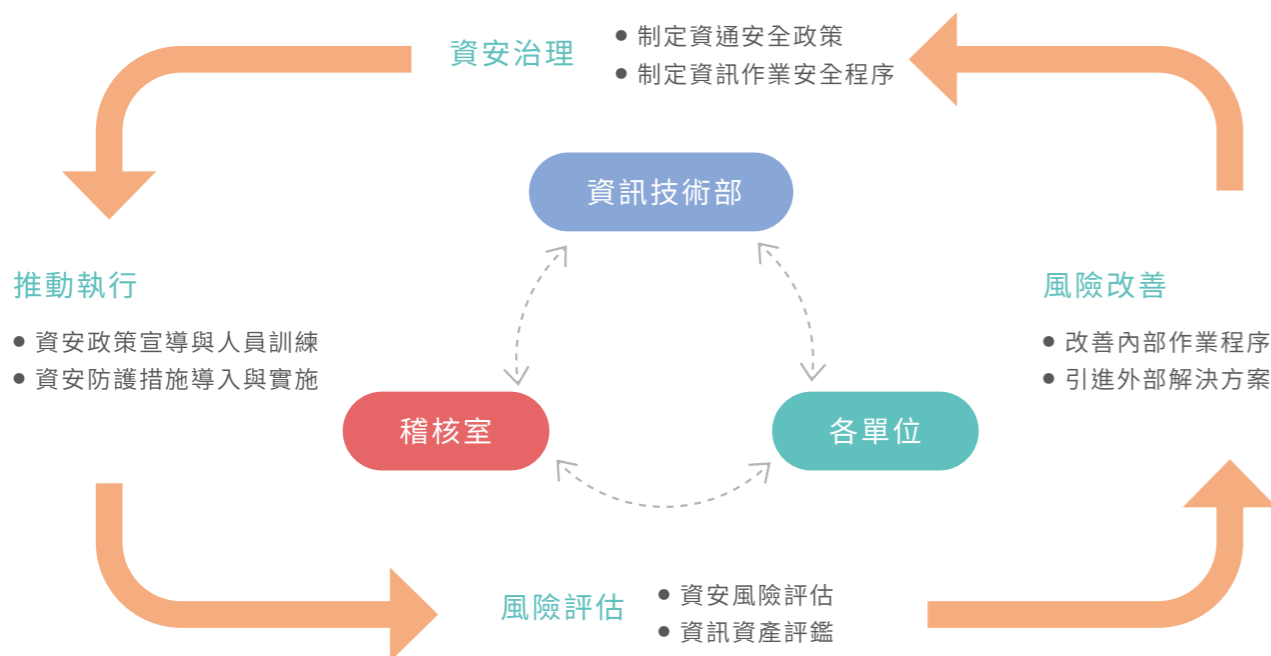 資安治理
● 制定資通安全政策
● 制定資訊作業安全程序
資訊技術部
推動執行
● 資安政策宣導與人員訓練
● 資安防護措施導入與實施
風險改善
● 改善內部作業程序
● 引進外部解決方案
稽核室
各單位
風險評估
● 資安風險評估
● 資訊資產評鑑